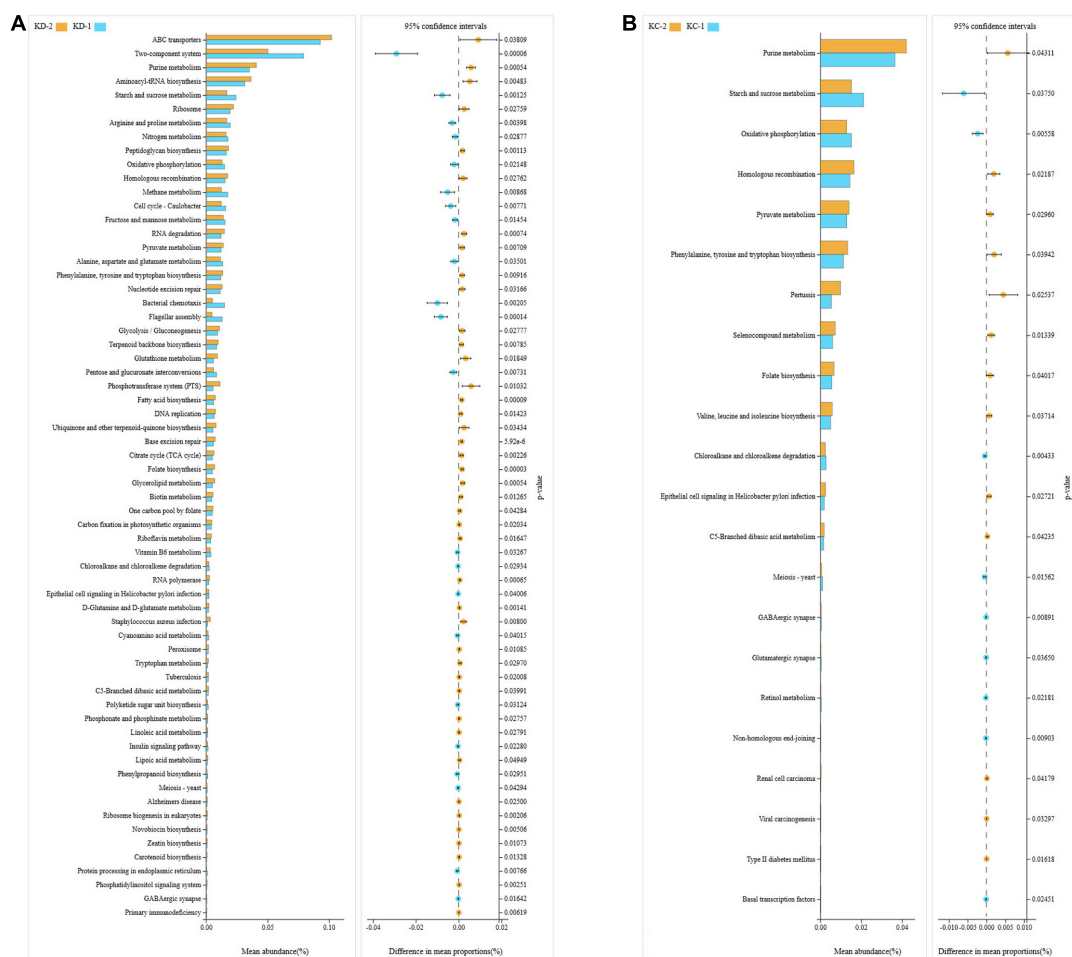 A
KD-2 KD-1
95% confidence intervals
ABC transporters 0.03809
Two-component system 0.00006
Purine metabolism 0.00054
Aminoacyl-tRNA biosynthesis 0.00483
Starch and sucrose metabolism 0.00125
Ribosome 0.02759
Arginine and proline metabolism 0.00398
Nitrogen metabolism 0.02877
Peptidoglycan biosynthesis 0.00113
Oxidative phosphorylation 0.02148
Homologous recombination 0.02762
Methane metabolism 0.00868
Cell cycle - Caulobacter 0.00771
Fructose and mannose metabolism 0.01454
RNA degradation 0.00074
Pyruvate metabolism 0.00709
Alanine, aspartate and glutamate metabolism 0.03501
Phenylalanine, tyrosine and tryptophan biosynthesis 0.00916
Nucleotide excision repair 0.03166
Bacterial chemotaxis 0.00205
Flagellar assembly 0.00014
Glycolysis / Gluconeogenesis 0.02777
Terpenoid backbone biosynthesis 0.00785
Glutathione metabolism 0.01849
Pentose and glucuronate interconversions 0.00731
Phosphotransferase system (PTS) 0.01032
Fatty acid biosynthesis 0.00009
DNA replication 0.01423
Ubiquinone and other terpenoid-quinone biosynthesis 0.03434
Base excision repair 5.92e-6
Citrate cycle (TCA cycle) 0.00226
Folate biosynthesis 0.00003
Glycerolipid metabolism 0.00054
Biotin metabolism 0.01265
One carbon pool by folate 0.04284
Carbon fixation in photosynthetic organisms 0.02034
Riboflavin metabolism 0.01647
Vitamin B6 metabolism 0.03267
Chloroalkane and chloroalkene degradation 0.02934
RNA polymerase 0.00065
Epithelial cell signaling in Helicobacter pylori infection 0.04006
D-Glutamine and D-glutamate metabolism 0.00141
Staphylococcus aureus infection 0.00800
Cyanoamino acid metabolism 0.04015
Peroxisome 0.01085
Tryptophan metabolism 0.02970
Tuberculosis 0.02008
C5-Branched dibasic acid metabolism 0.03991
Polyketide sugar unit biosynthesis 0.03124
Phosphonate and phosphinate metabolism 0.02757
Linoleic acid metabolism 0.02791
Insulin signaling pathway 0.02280
Lipoic acid metabolism 0.04949
Phenylpropanoid biosynthesis 0.02951
Meiosis - yeast 0.04294
Alzheimers disease 0.02500
Ribosome biogenesis in eukaryotes 0.00206
Novobiocin biosynthesis 0.00506
Zeatin biosynthesis 0.01073
Carotenoid biosynthesis 0.01328
Protein processing in endoplasmic reticulum 0.00766
Phosphatidylinositol signaling system 0.00251
GABAergic synapse 0.01642
Primary immunodeficiency 0.00619
p-value
0.00 0.05 0.10
-0.04 -0.02 0.00 0.02
Mean abundance(%)
Difference in mean proportions(%)
B
KC-2 KC-1
95% confidence intervals
Purine metabolism 0.04311
Starch and sucrose metabolism 0.03750
Oxidative phosphorylation 0.00558
Homologous recombination 0.02187
Pyruvate metabolism 0.02960
Phenylalanine, tyrosine and tryptophan biosynthesis 0.03942
Pertussis 0.02537
Selenocompound metabolism 0.01339
Folate biosynthesis 0.04017
Valine, leucine and isoleucine biosynthesis 0.03714
Chloroalkane and chloroalkene degradation 0.00433
Epithelial cell signaling in Helicobacter pylori infection 0.02721
C5-Branched dibasic acid metabolism 0.04235
Meiosis - yeast 0.01562
GABAergic synapse 0.00891
Glutamatergic synapse 0.03650
Retinol metabolism 0.02181
Non-homologous end-joining 0.00903
Renal cell carcinoma 0.04179
Viral carcinogenesis 0.03297
Type II diabetes mellitus 0.01618
Basal transcription factors 0.02451
p-value
0.00 0.02 0.04
-0.010 -0.005 0.000 0.005 0.010
Mean abundance(%)
Difference in mean proportions(%)